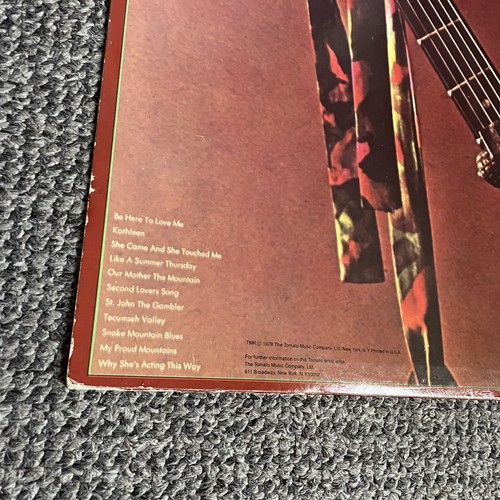 Be Here To Love Me
Kathleen
She Came And She Touched Me
Like A Summer Thursday
Our Mother The Mountain
Second Lovers Song
St. John The Gambler
Tecumseh Valley
Snake Mountain Blues
My Proud Mountains
Why She's Acting This Way
TMK © 1978 The Tomato Music Company, Ltd. New York, N.Y. Printed in U.S.A.
For further information on this Tomato artist write:
The Tomato Music Company, Ltd.
611 Broadway, New York, N.Y. 10012